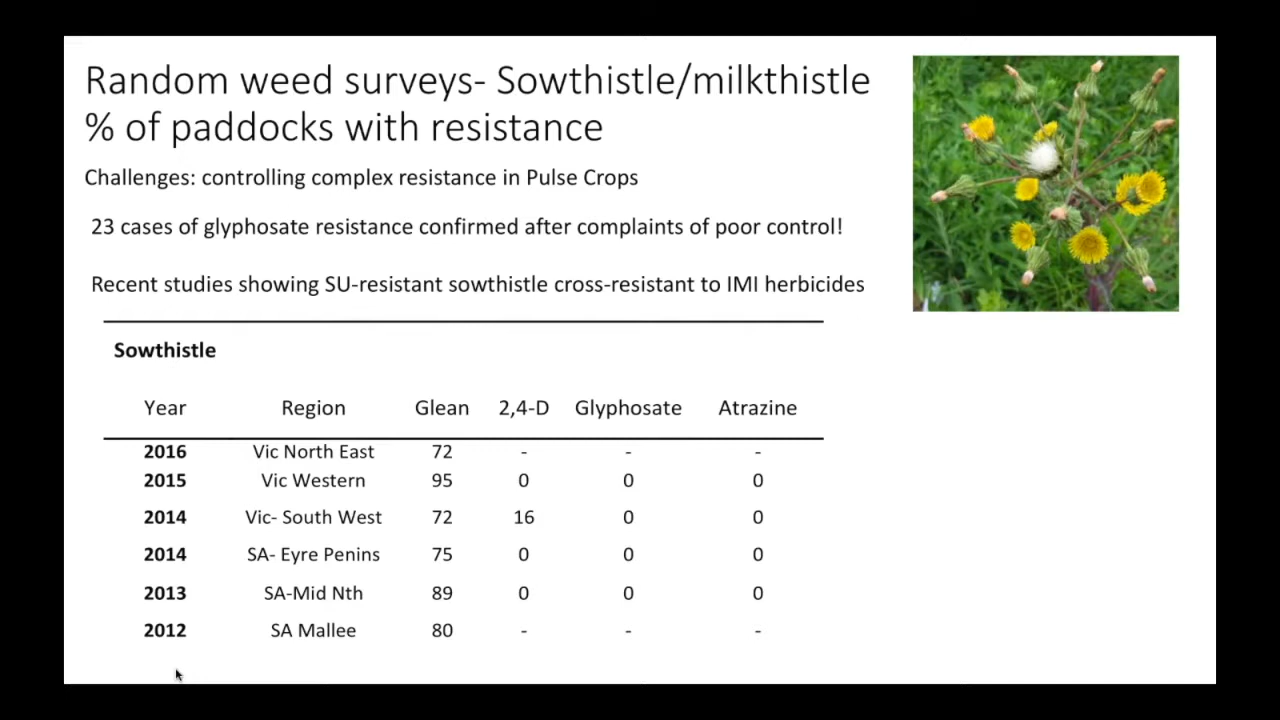 Random weed surveys- Sowthistle/milkthistle
% of paddocks with resistance
Challenges: controlling complex resistance in Pulse Crops
23 cases of glyphosate resistance confirmed after complaints of poor control!
Recent studies showing SU-resistant sowthistle cross-resistant to IMI herbicides
Sowthistle
Year Region Glean 2,4-D Glyphosate Atrazine
2016 Vic North East 72 - - -
2015 Vic Western 95 0 0 0
2014 Vic- South West 72 16 0 0
2014 SA- Eyre Penins 75 0 0 0
2013 SA-Mid Nth 89 0 0 0
2012 SA Mallee 80 - - -